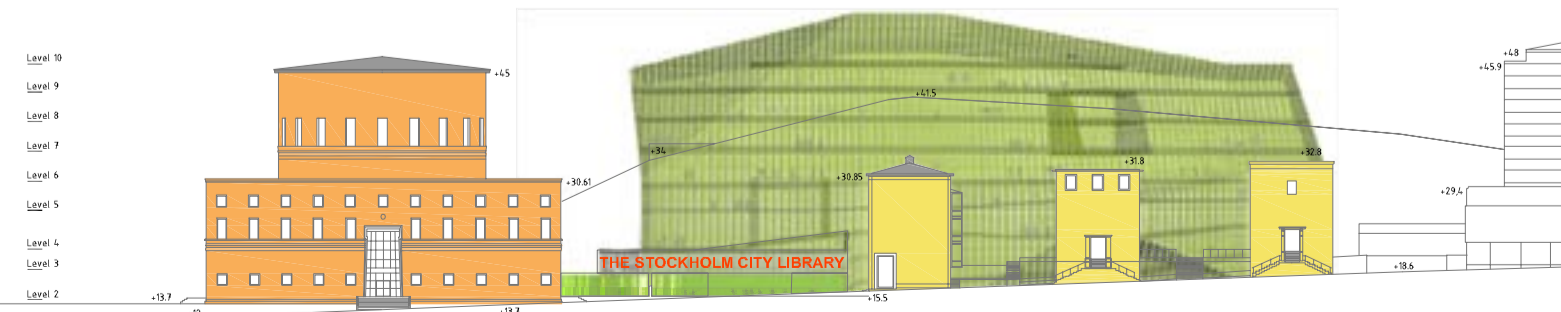 Level 10
Level 9
Level 8
Level 7
Level 6
Level 5
Level 4
Level 3
Level 2
+45
+30.61
+34
+41.5
+30.85
+31.8
+32.8
+48
+45.9
+29,4
+18.6
+15.5
+13.7
THE STOCKHOLM CITY LIBRARY